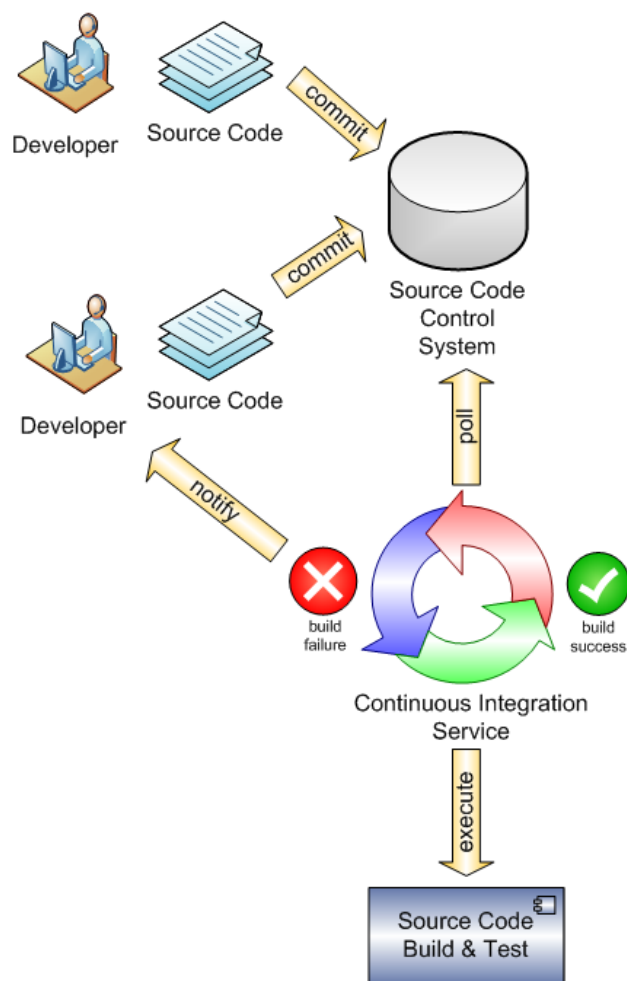 commit
Developer
Source Code
commit
Source Code
Control
System
Developer
Source Code
poll
notify
build
failure
build
success
Continuous Integration
Service
execute
Source Code
Build & Test